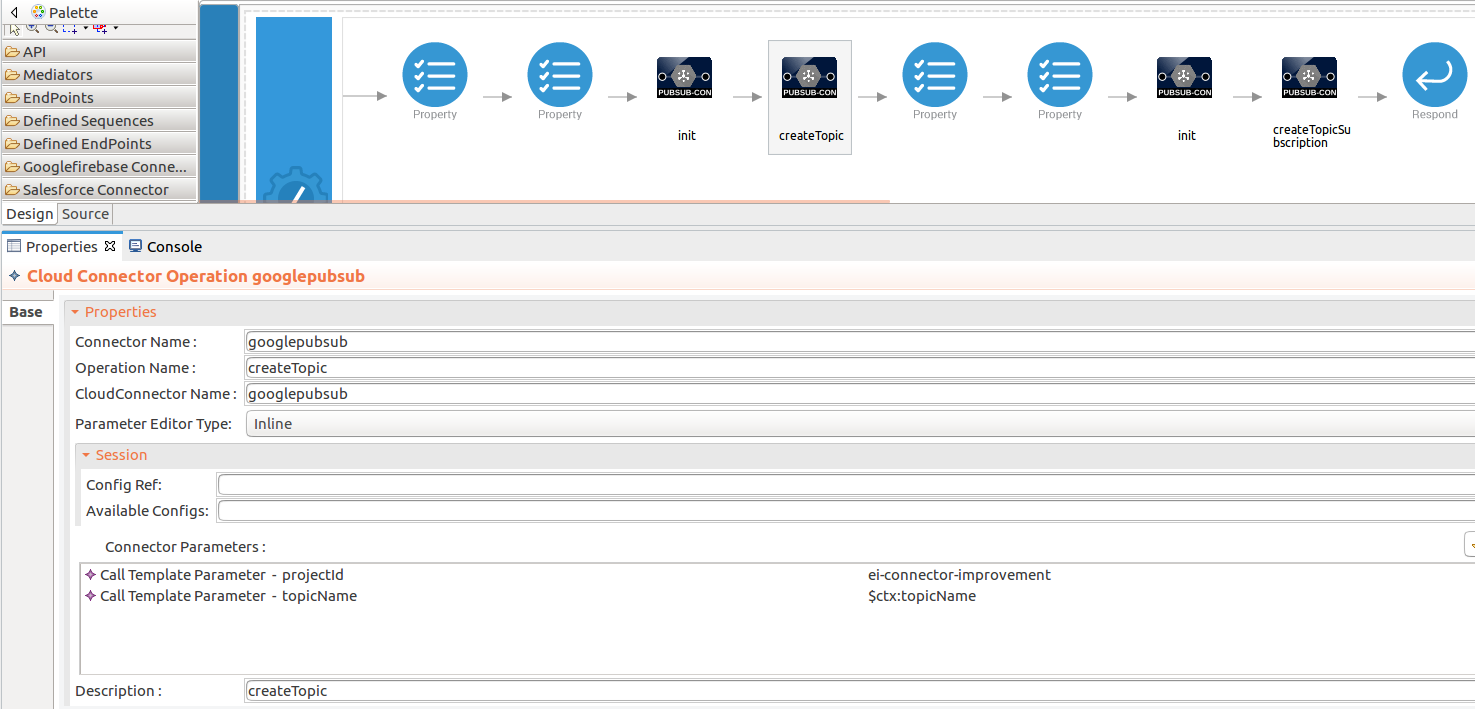 Palette
API
Mediators
EndPoints
Defined Sequences
Defined EndPoints
Googlefirebase Conne...
Salesforce Connector
Property
Property
PUBSUB-CON
init
PUBSUB-CON
createTopic
Property
Property
PUBSUB-CON
init
PUBSUB-CON
createTopicSu
bscription
Respond
Design Source
Properties Console
Cloud Connector Operation googlepubsub
Base
Properties
Connector Name : googlepubsub
Operation Name : createTopic
CloudConnector Name : googlepubsub
Parameter Editor Type: Inline
Session
Config Ref:
Available Configs:
Connector Parameters :
Call Template Parameter - projectId ei-connector-improvement
Call Template Parameter - topicName $ctx:topicName
Description : createTopic